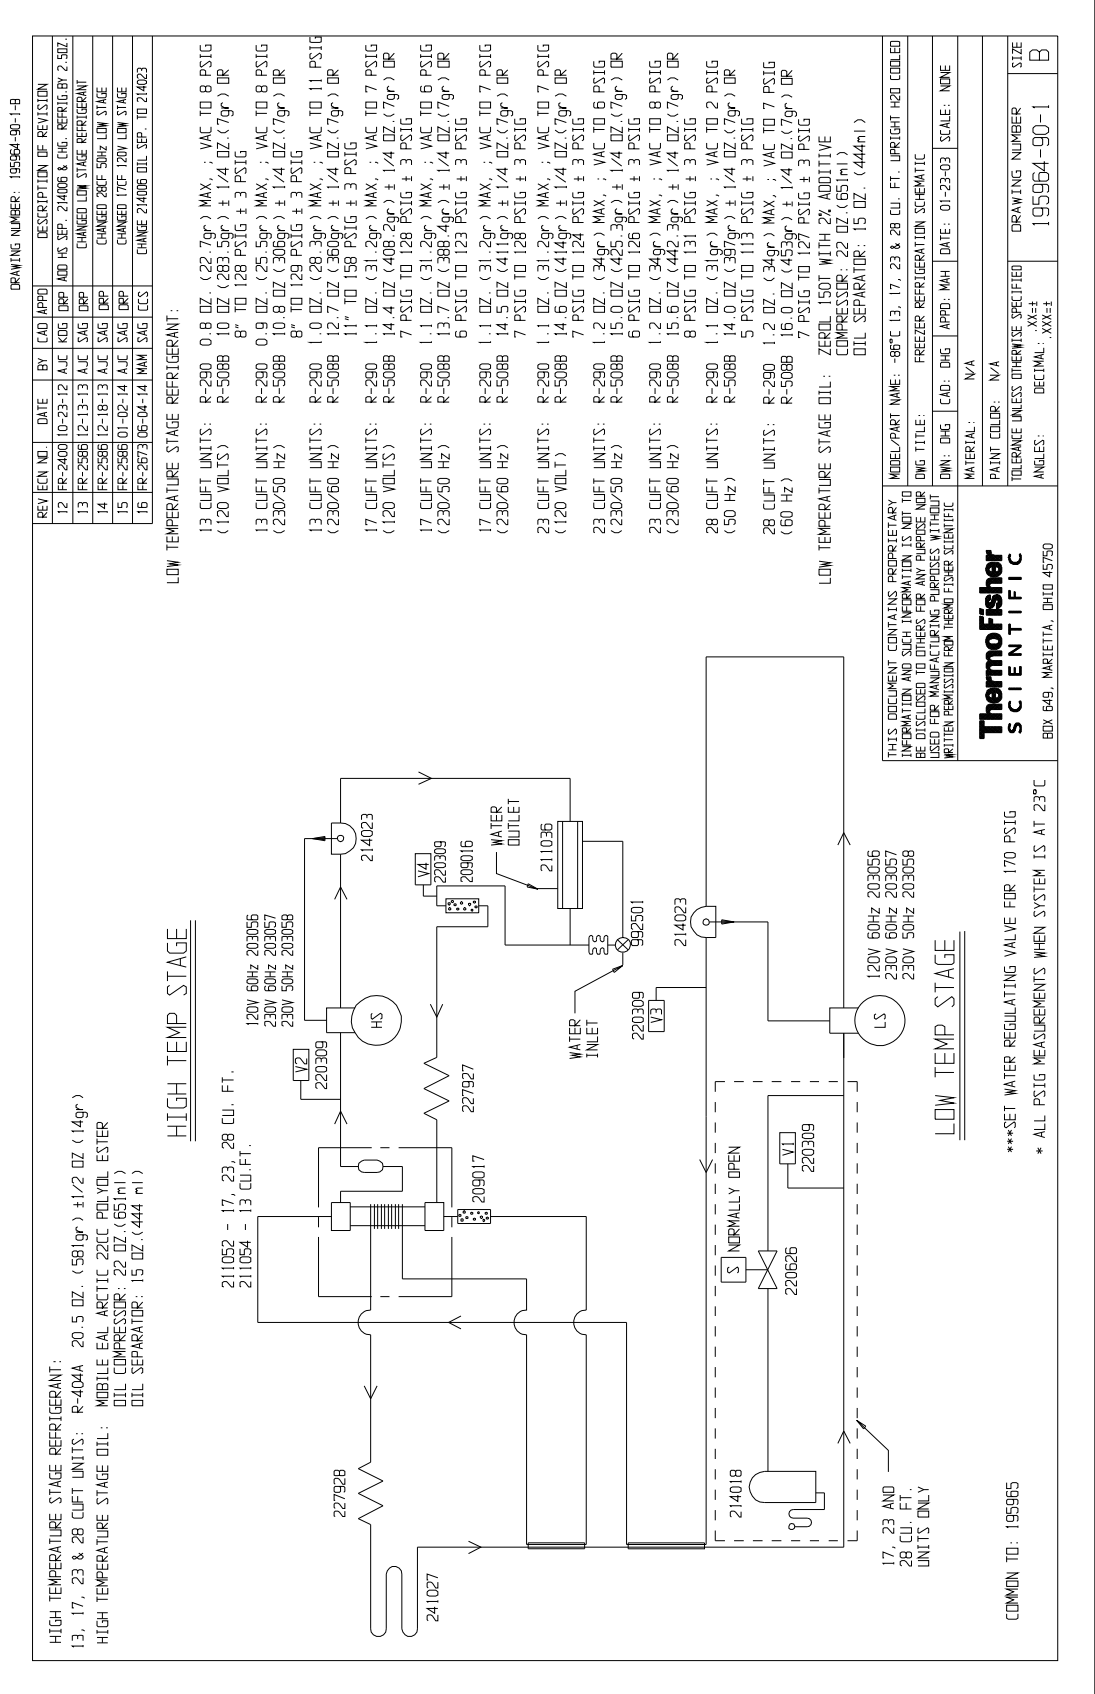 DRAWING NUMBER: 195964-90-1-B
REV ECN NO. DATE BY CAD APPD DESCRIPTION OF REVISION
12 FR-2400 10-23-12 AJC KDG DRP ADD HS SEP. 214006 & CHG. REFRIG.BY 2.5OZ.
13 FR-2586 12-13-13 AJC SAG DRP CHANGED LOW STAGE REFRIGERANT
14 FR-2586 12-18-13 AJC SAG DRP CHANGED 28CF 50Hz LOW STAGE
15 FR-2586 01-02-14 AJC SAG DRP CHANGED 17CF 120V LOW STAGE
16 FR-2673 06-04-14 MAM SAG CCS CHANGE 214006 OIL SEP. TO 214023
HIGH TEMPERATURE STAGE REFRIGERANT:
13, 17, 23 & 28 CUFT UNITS: R-404A 20.5 OZ. (581gr) ±1/2 OZ (14gr)
HIGH TEMPERATURE STAGE OIL: MOBILE EAL ARCTIC 22CC POLYOL ESTER
OIL COMPRESSOR: 22 OZ.(651ml)
OIL SEPARATOR: 15 OZ.(444 ml)
HIGH TEMP STAGE
211052 - 17, 23, 28 CU. FT.
211054 - 13 CU.FT.
120V 60Hz 203056
230V 60Hz 203057
230V 50Hz 203058
V2
220309
HS
214023
227928
241027
209017
227927
V4
220309
209016
WATER
OUTLET
211036
992501
WATER
INLET
V3
220309
214023
LS
120V 60Hz 203056
230V 60Hz 203057
230V 50Hz 203058
LOW TEMP STAGE
S
NORMALLY OPEN
220626
V1
220309
214018
17, 23 AND
28 CU. FT.
UNITS ONLY
COMMON TO: 195965
***SET WATER REGULATING VALVE FOR 170 PSIG
* ALL PSIG MEASUREMENTS WHEN SYSTEM IS AT 23°C
LOW TEMPERATURE STAGE REFRIGERANT:
13 CUFT UNITS: R-290 0.8 OZ. (22.7gr) MAX, ; VAC TO 8 PSIG
(120 VOLTS) R-508B 10 OZ (283.5gr) ± 1/4 OZ.(7gr) OR
8" TO 128 PSIG ± 3 PSIG
13 CUFT UNITS: R-290 0.9 OZ. (25.5gr) MAX, ; VAC TO 8 PSIG
(230/50 Hz) R-508B 10.8 OZ (306gr) ± 1/4 OZ.(7gr) OR
8" TO 129 PSIG ± 3 PSIG
13 CUFT UNITS: R-290 1.0 OZ. (28.3gr) MAX, ; VAC TO 11 PSIG
(230/60 Hz) R-508B 12.7 OZ (360gr) ± 1/4 OZ.(7gr) OR
11" TO 158 PSIG ± 3 PSIG
17 CUFT UNITS: R-290 1.1 OZ. (31.2gr) MAX, ; VAC TO 7 PSIG
(120 VOLTS) R-508B 14.4 OZ (408.2gr) ± 1/4 OZ.(7gr) OR
7 PSIG TO 128 PSIG ± 3 PSIG
17 CUFT UNITS: R-290 1.1 OZ. (31.2gr) MAX, ; VAC TO 6 PSIG
(230/50 Hz) R-508B 13.7 OZ (388.4gr) ± 1/4 OZ.(7gr) OR
6 PSIG TO 123 PSIG ± 3 PSIG
17 CUFT UNITS: R-290 1.1 OZ. (31.2gr) MAX, ; VAC TO 7 PSIG
(230/60 Hz) R-508B 14.5 OZ (411gr) ± 1/4 OZ.(7gr) OR
7 PSIG TO 128 PSIG ± 3 PSIG
23 CUFT UNITS: R-290 1.1 OZ. (31.2gr) MAX, ; VAC TO 7 PSIG
(120 VOLT) R-508B 14.6 OZ (414gr) ± 1/4 OZ.(7gr) OR
7 PSIG TO 124 PSIG ± 3 PSIG
23 CUFT UNITS: R-290 1.2 OZ. (34gr) MAX, ; VAC TO 6 PSIG
(230/50 Hz) R-508B 15.0 OZ (425.3gr) ± 1/4 OZ.(7gr) OR
6 PSIG TO 126 PSIG ± 3 PSIG
23 CUFT UNITS: R-290 1.2 OZ. (34gr) MAX, ; VAC TO 8 PSIG
(230/60 Hz) R-508B 15.6 OZ (442.3gr) ± 1/4 OZ.(7gr) OR
8 PSIG TO 131 PSIG ± 3 PSIG
28 CUFT UNITS: R-290 1.1 OZ. (31gr) MAX, ; VAC TO 2 PSIG
(50 Hz) R-508B 14.0 OZ (397gr) ± 1/4 OZ.(7gr) OR
5 PSIG TO 113 PSIG ± 3 PSIG
28 CUFT UNITS: R-290 1.2 OZ. (34gr) MAX, ; VAC TO 7 PSIG
(60 Hz) R-508B 16.0 OZ (453gr) ± 1/4 OZ.(7gr) OR
7 PSIG TO 127 PSIG ± 3 PSIG
LOW TEMPERATURE STAGE OIL: ZEROL 150T WITH 2% ADDITIVE
COMPRESSOR: 22 OZ.(651ml)
OIL SEPARATOR: 15 OZ. (444ml)
THIS DOCUMENT CONTAINS PROPRIETARY
INFORMATION AND SUCH INFORMATION IS NOT TO
BE DISCLOSED TO OTHERS FOR ANY PURPOSE NOR
USED FOR MANUFACTURING PURPOSES WITHOUT
WRITTEN PERMISSION FROM THERMO FISHER SCIENTIFIC
ThermoFisher
SCIENTIFIC
BOX 649, MARIETTA, OHIO 45750
MODEL/PART NAME: -86°C 13, 17, 23 & 28 CU. FT. UPRIGHT H2O COOLED
DWG TITLE: FREEZER REFRIGERATION SCHEMATIC
DWN: DHG CAD: DHG APPD: MAH DATE: 01-23-03 SCALE: NONE
MATERIAL: N/A
PAINT COLOR: N/A
TOLERANCE UNLESS OTHERWISE SPECIFIED
ANGLES: DECIMAL: .XX=±
.XXX=±
DRAWING NUMBER
195964-90-1
SIZE
B